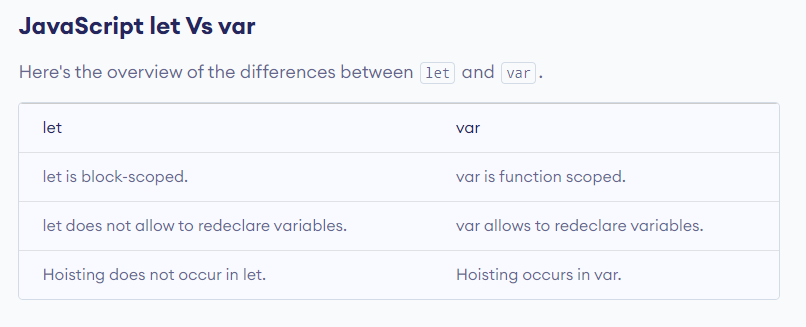 JavaScript let Vs var
Here's the overview of the differences between let and var .
let var
let is block-scoped. var is function scoped.
let does not allow to redeclare variables. var allows to redeclare variables.
Hoisting does not occur in let. Hoisting occurs in var.